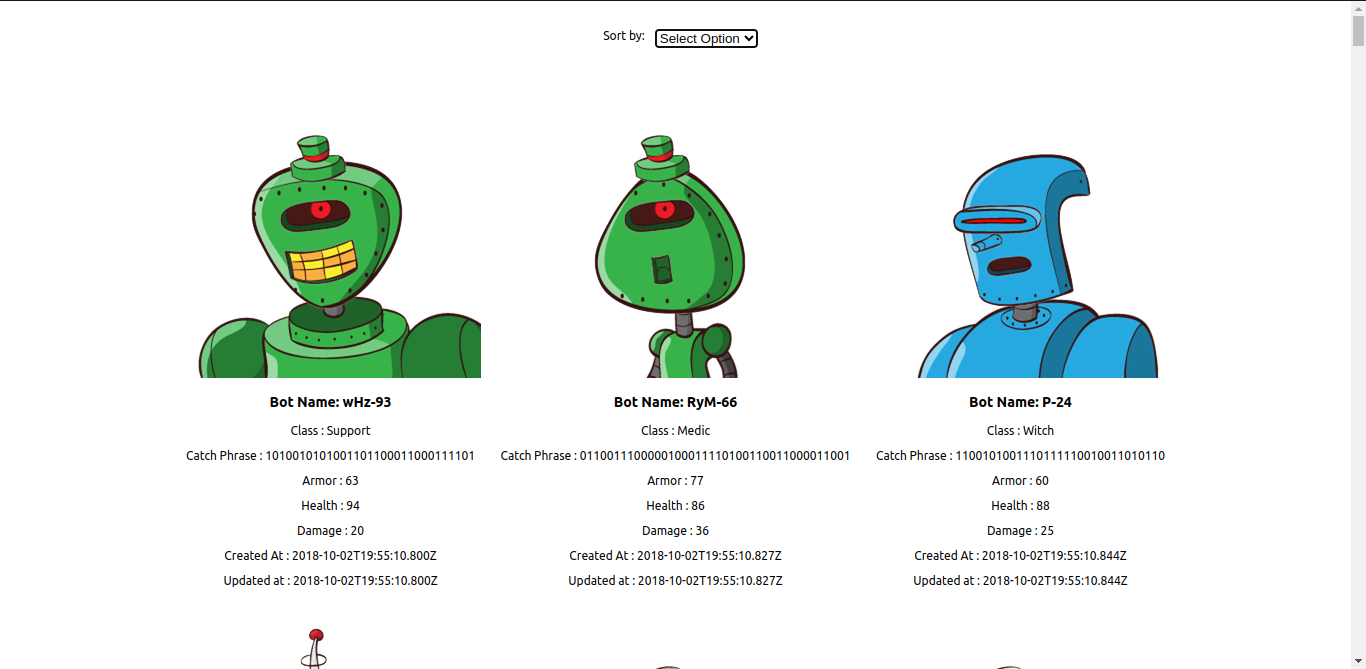 Sort by: Select Option
Bot Name: wHz-93
Class : Support
Catch Phrase : 1010010101001101100011000111101
Armor : 63
Health : 94
Damage : 20
Created At : 2018-10-02T19:55:10.800Z
Updated at : 2018-10-02T19:55:10.800Z
Bot Name: RyM-66
Class : Medic
Catch Phrase : 0110011100000100011110100110011000011001
Armor : 77
Health : 86
Damage : 36
Created At : 2018-10-02T19:55:10.827Z
Updated at : 2018-10-02T19:55:10.827Z
Bot Name: P-24
Class : Witch
Catch Phrase : 1100101001110111110010011010110
Armor : 60
Health : 88
Damage : 25
Created At : 2018-10-02T19:55:10.844Z
Updated at : 2018-10-02T19:55:10.844Z